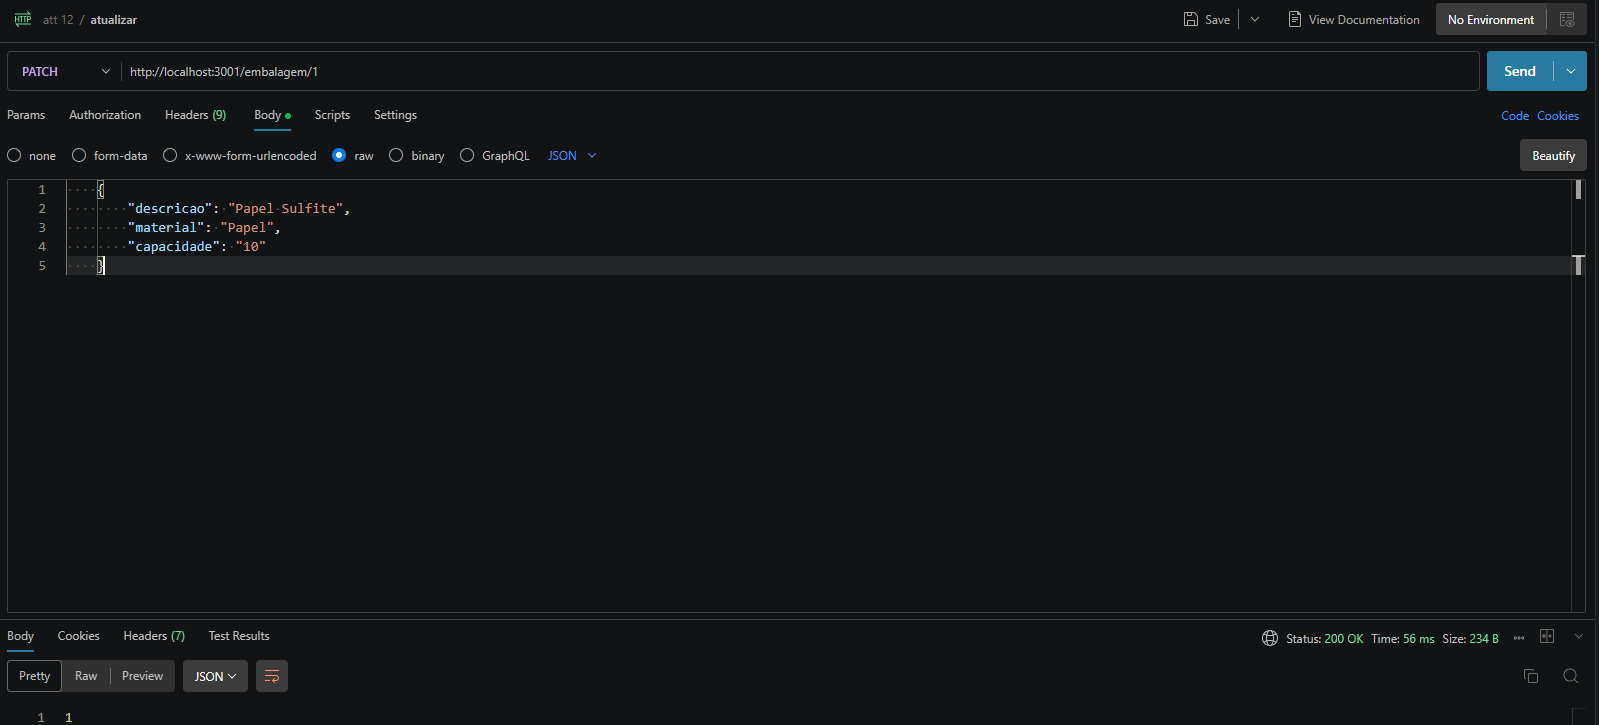 HTTP att 12 / atualizar Save View Documentation No Environment
PATCH http://localhost:3001/embalagem/1 Send
Params Authorization Headers (9) Body Scripts Settings Code Cookies
none form-data x-www-form-urlencoded raw binary GraphQL JSON Beautify
1 {
2 "descricao": "Papel Sulfite",
3 "material": "Papel",
4 "capacidade": "10"
5 }
Body Cookies Headers (7) Test Results Status: 200 OK Time: 56 ms Size: 234 B
Pretty Raw Preview JSON
1 1